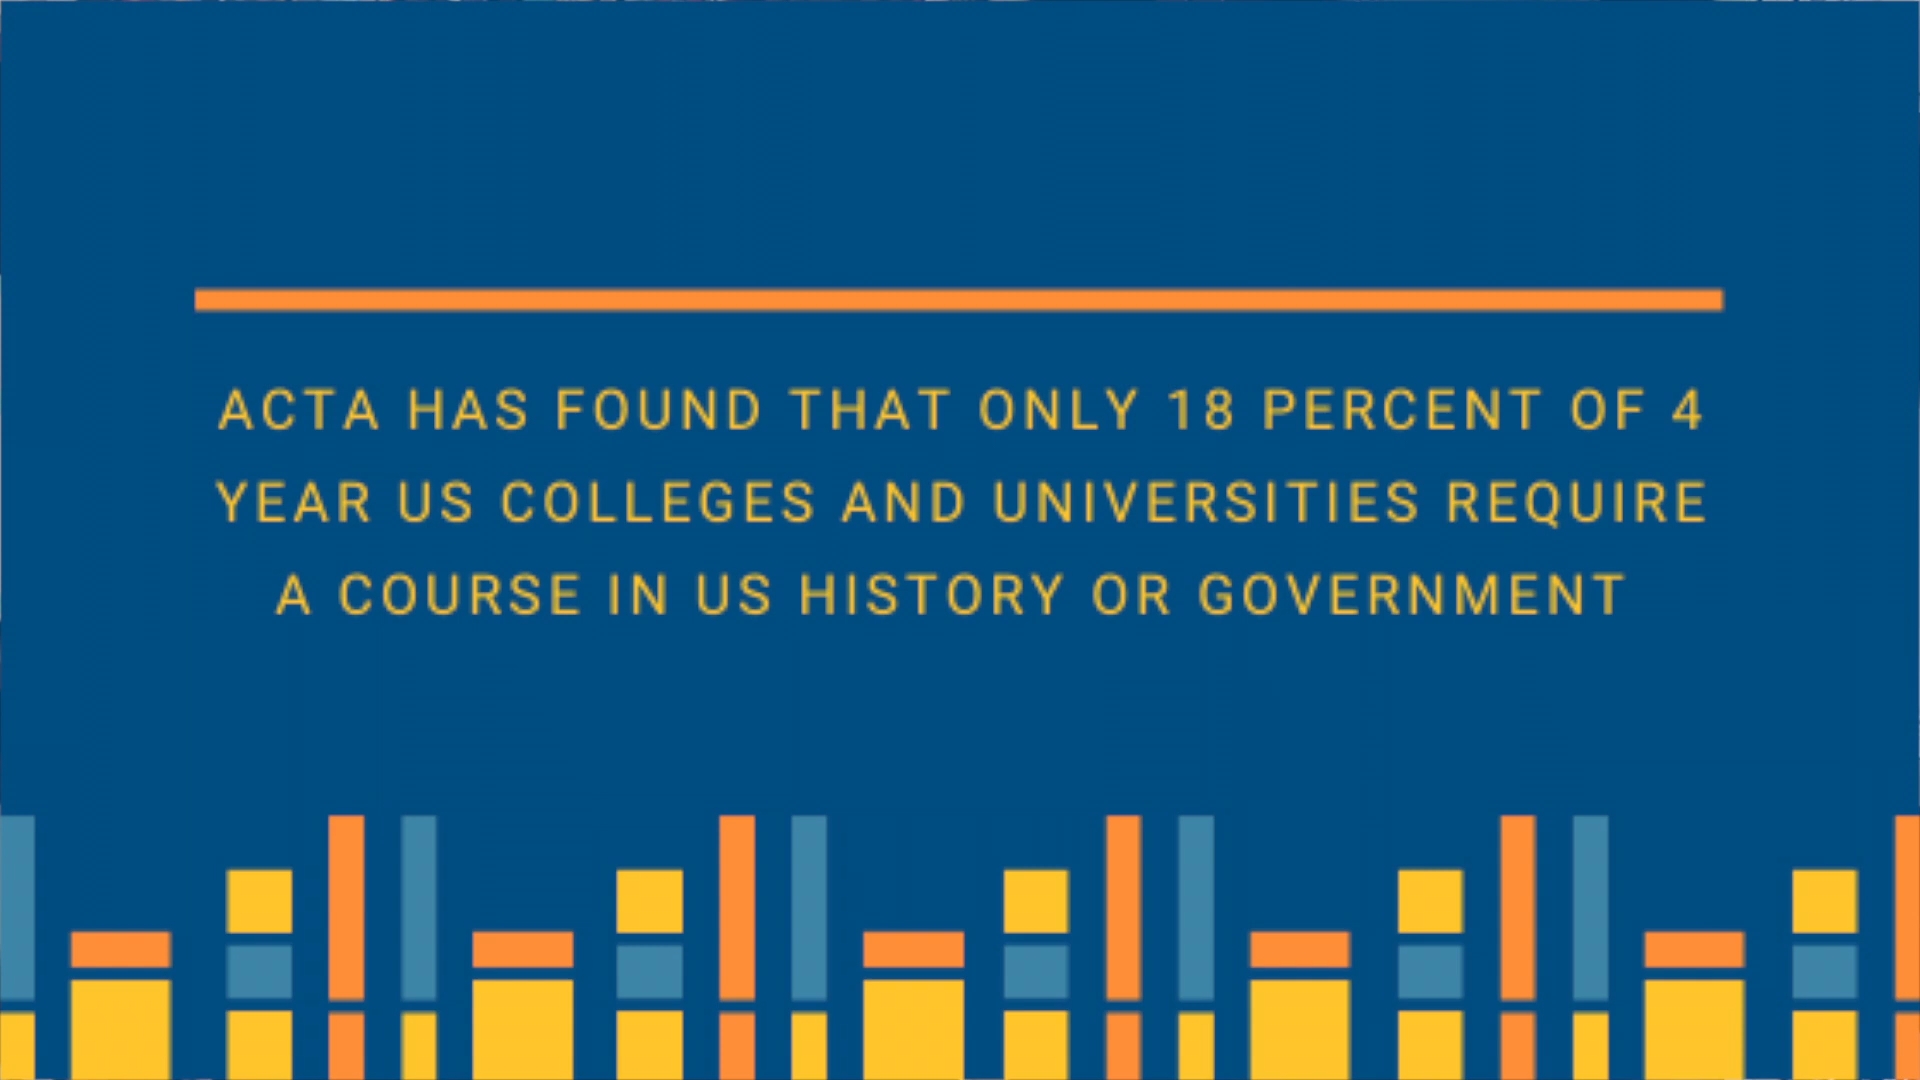 ACTA HAS FOUND THAT ONLY 18 PERCENT OF 4
YEAR US COLLEGES AND UNIVERSITIES REQUIRE
A COURSE IN US HISTORY OR GOVERNMENT